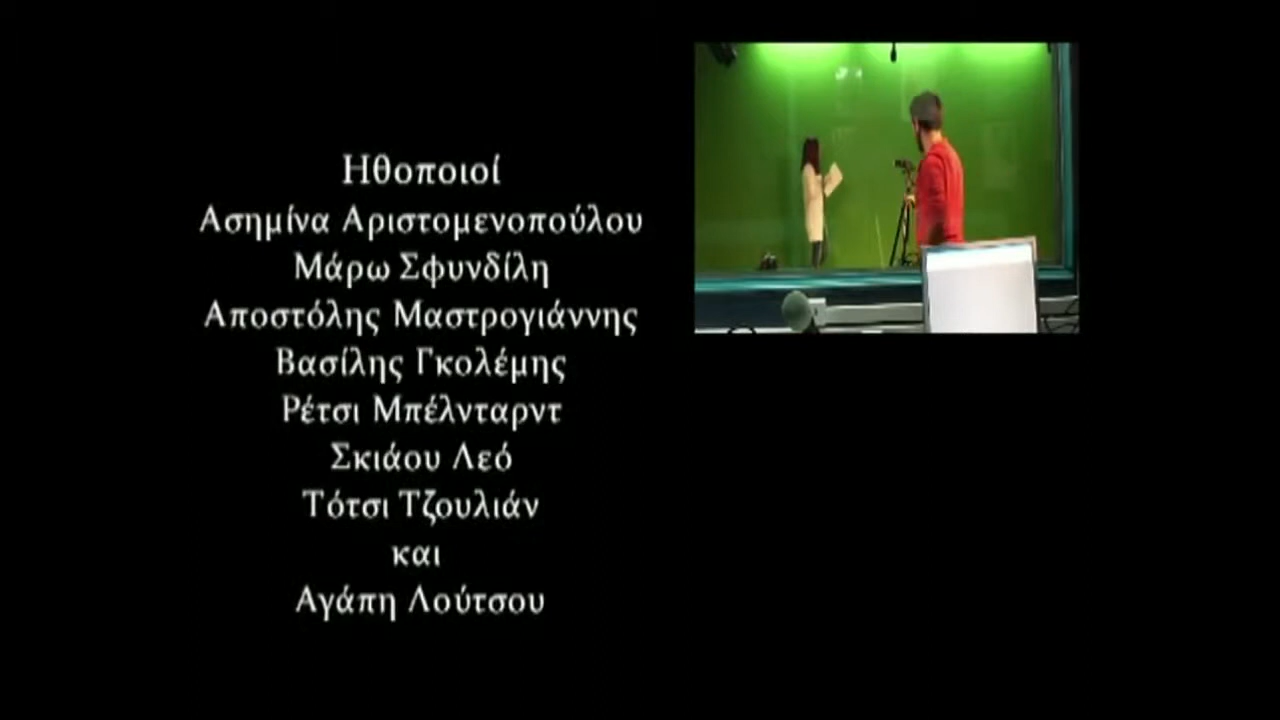 Ηθοποιοί
Ασημίνα Αριστομενοπούλου
Μάρω Σφυνδίλη
Αποστόλης Μαστρογιάννης
Βασίλης Γκολέμης
Ρέτσι Μπέλνταρντ
Σκιάου Λεό
Τότσι Τζουλιάν
και
Αγάπη Λούτσου